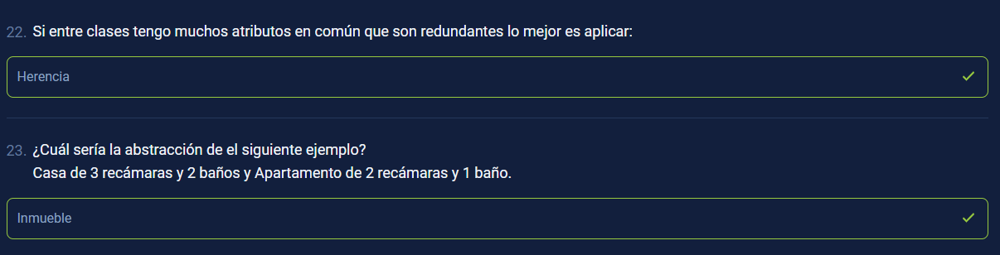 22. Si entre clases tengo muchos atributos en común que son redundantes lo mejor es aplicar:
Herencia
23. ¿Cuál sería la abstracción de el siguiente ejemplo?
Casa de 3 recámaras y 2 baños y Apartamento de 2 recámaras y 1 baño.
Inmueble